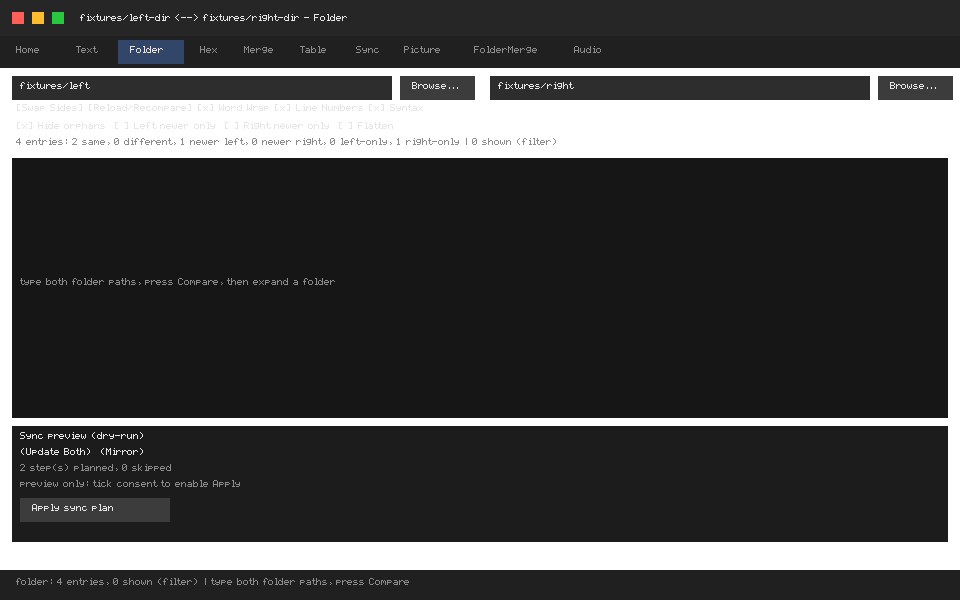 fixtures/left-dir <--> fixtures/right-dir - Folder
Home Text Folder Hex Merge Table Sync Picture FolderMerge Audio
fixtures/left Browse... fixtures/right Browse...
[Swap Sides] [Reload/Recompare] [x] Word Wrap [x] Line Numbers [x] Syntax
[x] Hide orphans [ ] Left newer only [ ] Right newer only [ ] Flatten
4 entries: 2 same, 0 different, 1 newer left, 0 newer right, 0 left-only, 1 right-only | 0 shown (filter)
type both folder paths, press Compare, then expand a folder
Sync preview (dry-run)
(Update Both) (Mirror)
2 step(s) planned, 0 skipped
preview only: tick consent to enable Apply
Apply sync plan
folder: 4 entries, 0 shown (filter) | type both folder paths, press Compare